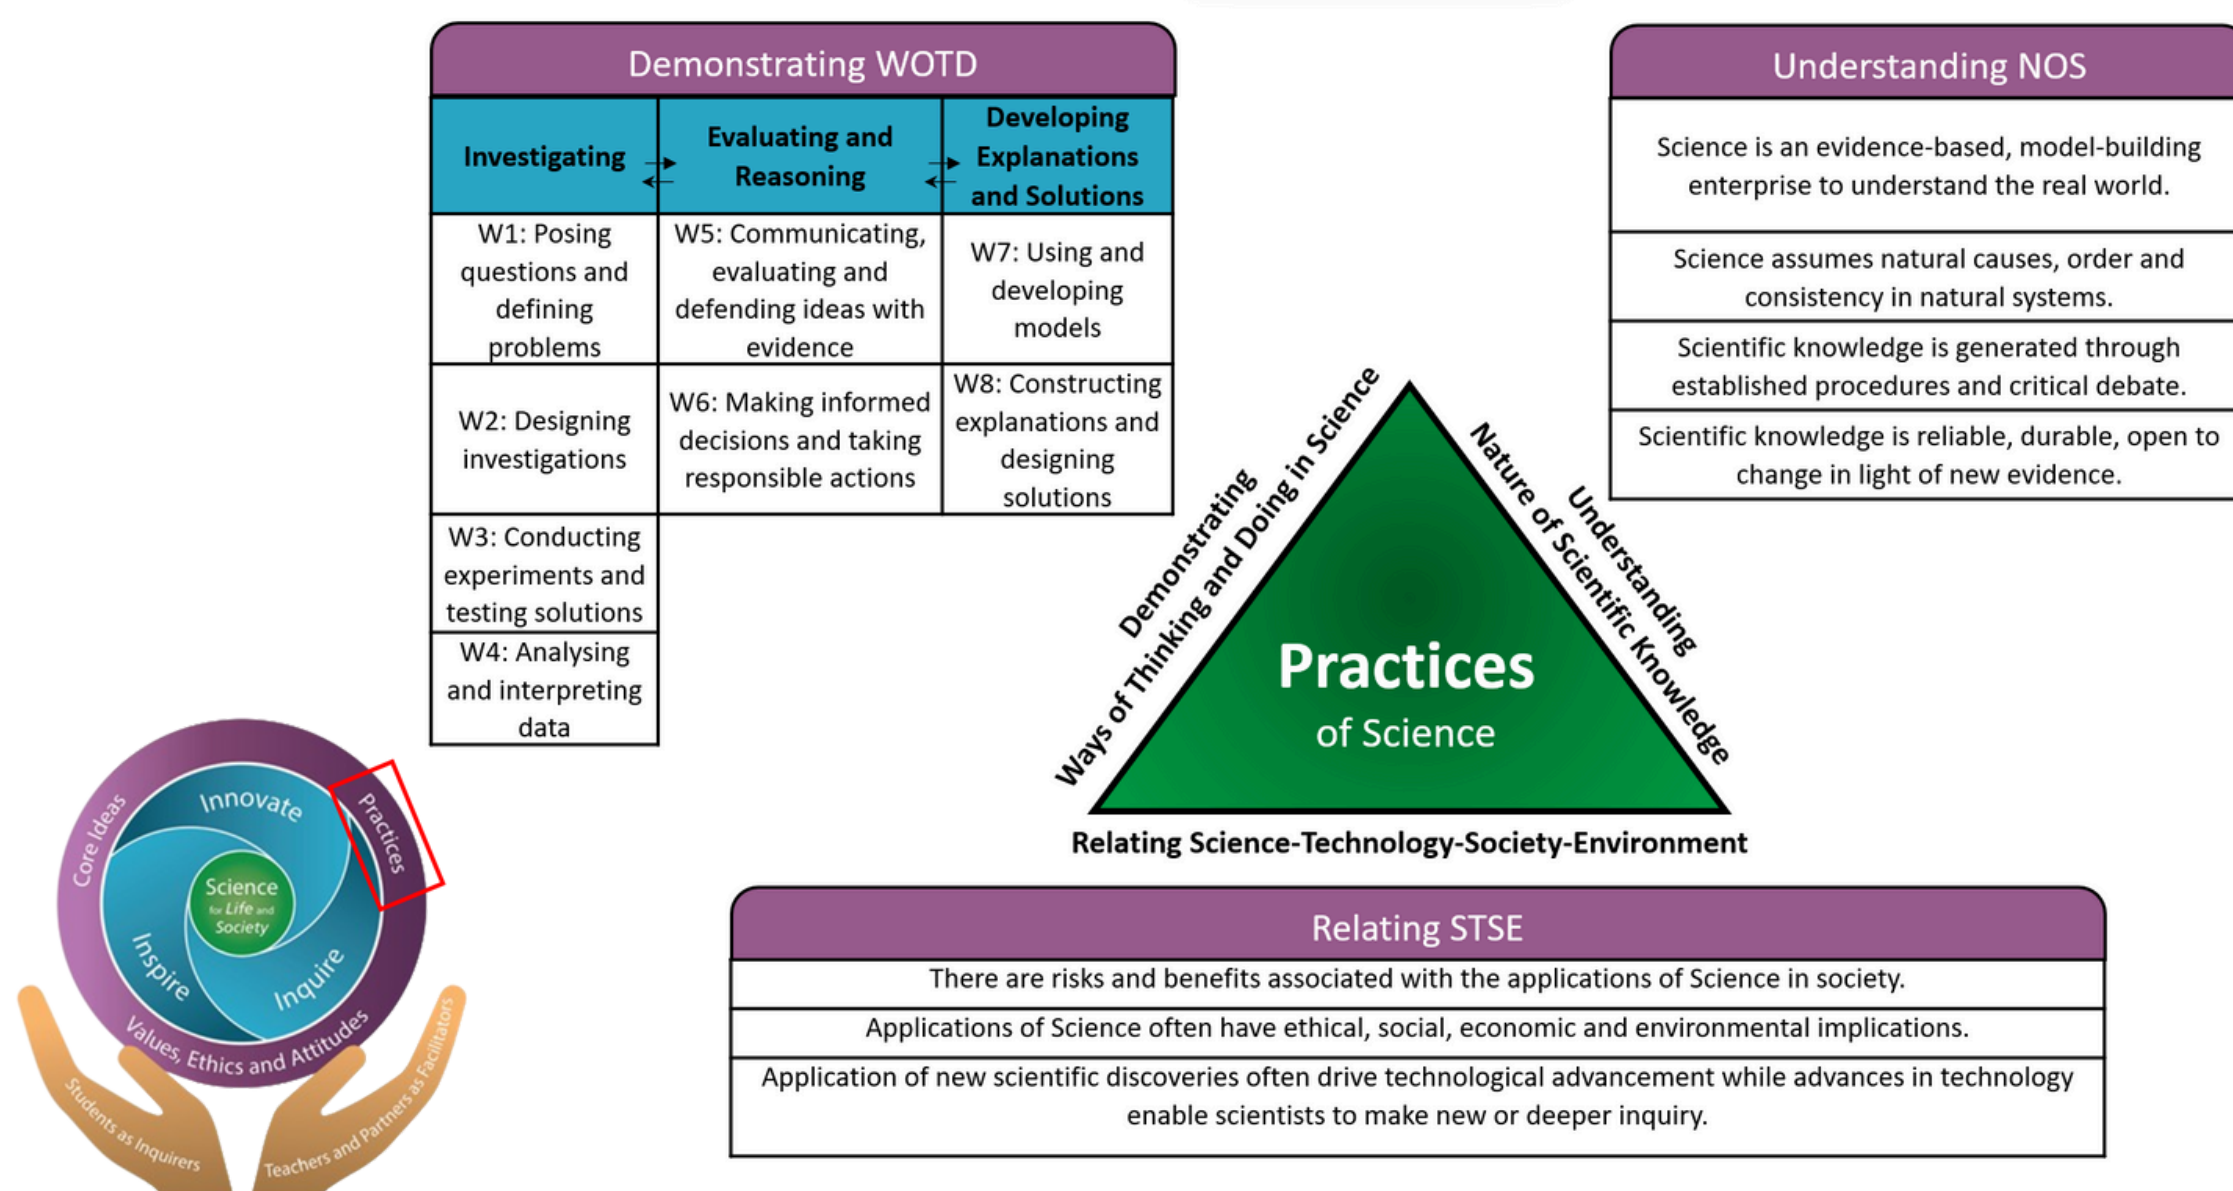 Demonstrating WOTD
Investigating
Evaluating and
Reasoning
Developing
Explanations
and Solutions
W1: Posing
questions and
defining
problems
W5: Communicating,
evaluating and
defending ideas with
evidence
W7: Using and
developing
models
W2: Designing
investigations
W6: Making informed
decisions and taking
responsible actions
W8: Constructing
explanations and
designing
solutions
W3: Conducting
experiments and
testing solutions
W4: Analysing
and interpreting
data
Understanding NOS
Science is an evidence-based, model-building
enterprise to understand the real world.
Science assumes natural causes, order and
consistency in natural systems.
Scientific knowledge is generated through
established procedures and critical debate.
Scientific knowledge is reliable, durable, open to
change in light of new evidence.
Demonstrating
Ways of Thinking and Doing in Science
Understanding
Nature of Scientific Knowledge
Practices
of Science
Relating Science-Technology-Society-Environment
Relating STSE
There are risks and benefits associated with the applications of Science in society.
Applications of Science often have ethical, social, economic and environmental implications.
Application of new scientific discoveries often drive technological advancement while advances in technology
enable scientists to make new or deeper inquiry.
Core Ideas
Practices
Values, Ethics and Attitudes
Innovate
Inspire
Inquire
Science
for Life and
Society
Students as Inquirers
Teachers and Partners as Facilitators